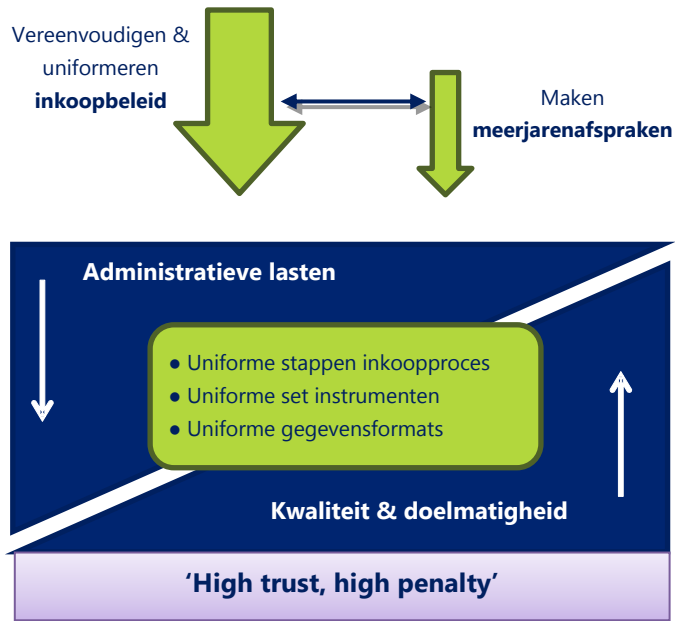 Vereenvoudigen &
uniformeren
inkoopbeleid
Maken
meerjarenafspraken
Administratieve lasten
● Uniforme stappen inkoopproces
● Uniforme set instrumenten
● Uniforme gegevensformats
Kwaliteit & doelmatigheid
‘High trust, high penalty’